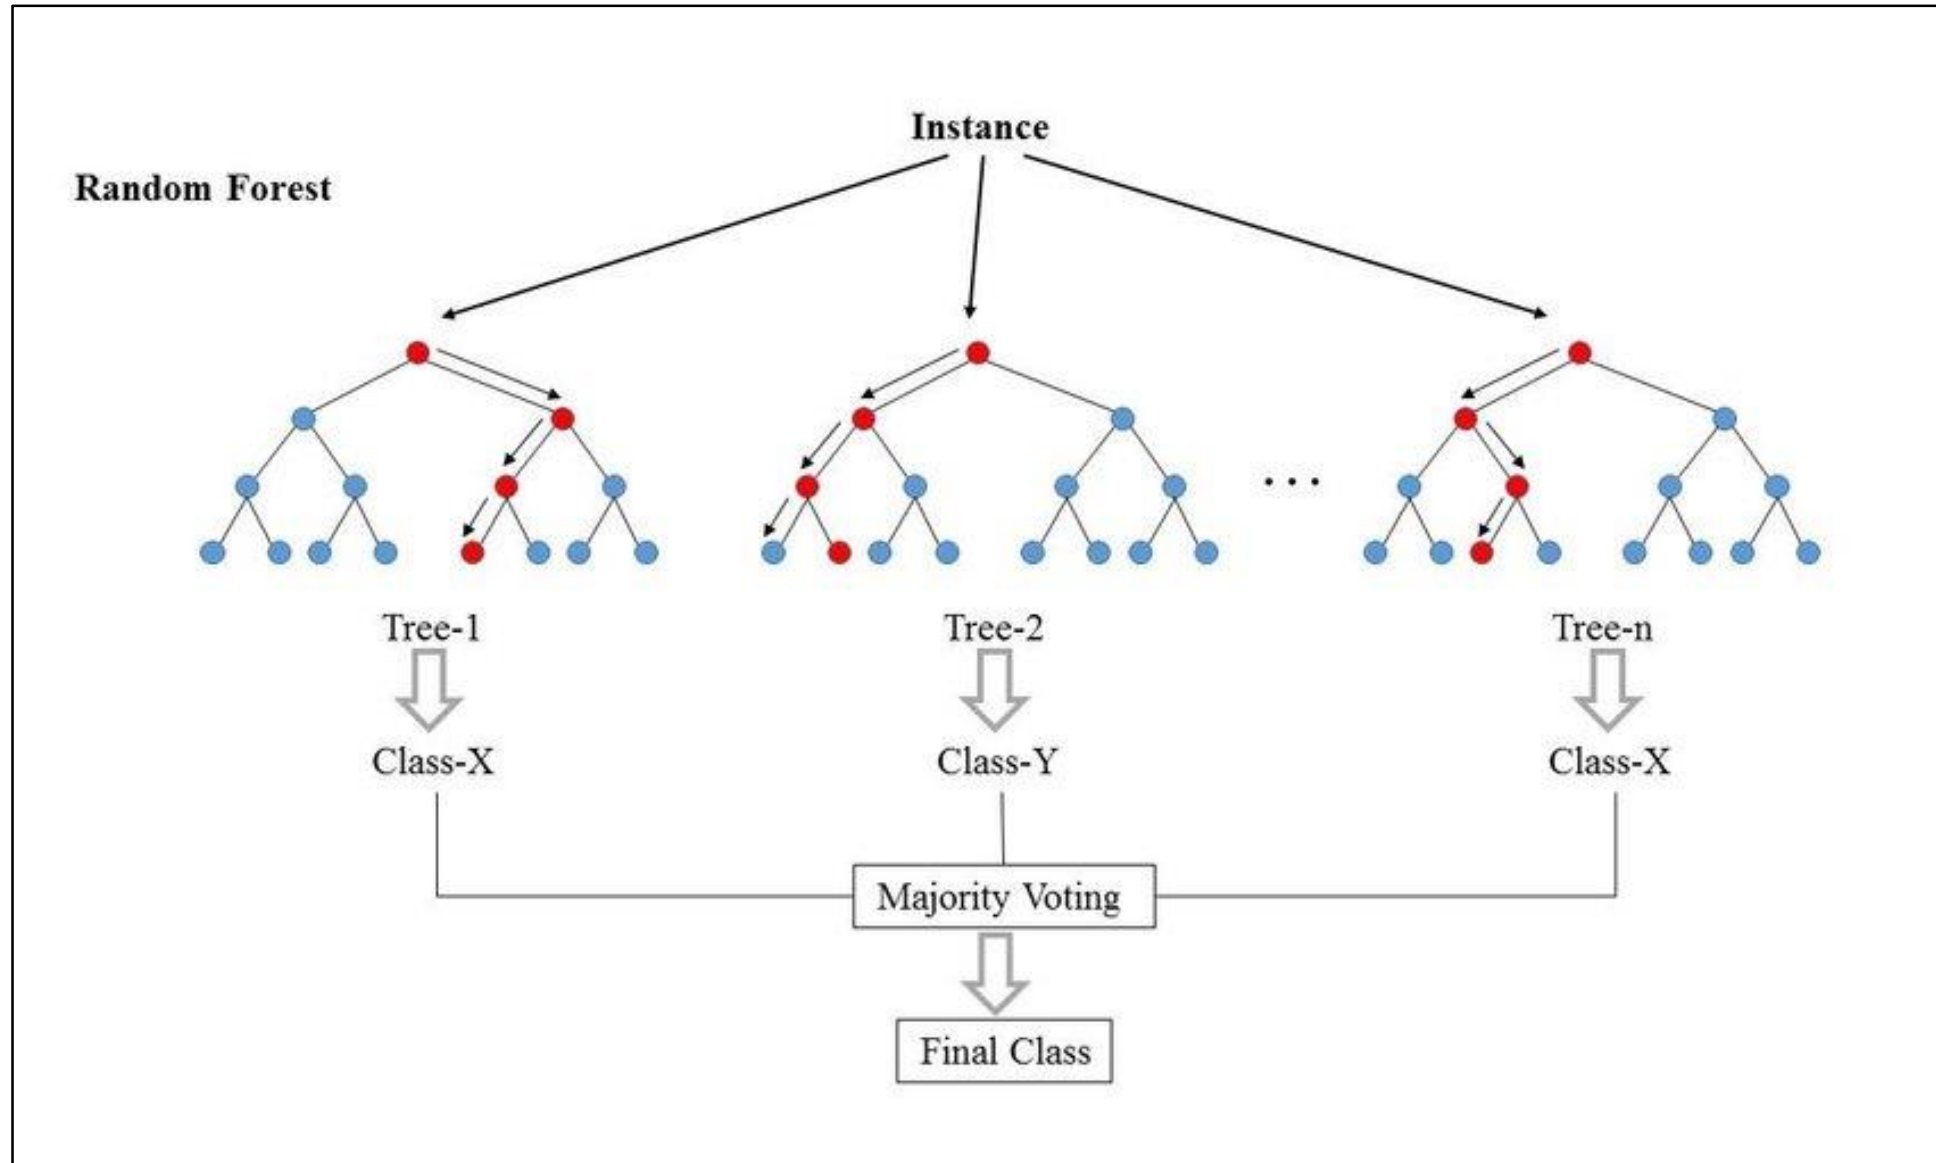 Instance
Random Forest
. . .
Tree-1
Tree-2
Tree-n
Class-X
Class-Y
Class-X
Majority Voting
Final Class